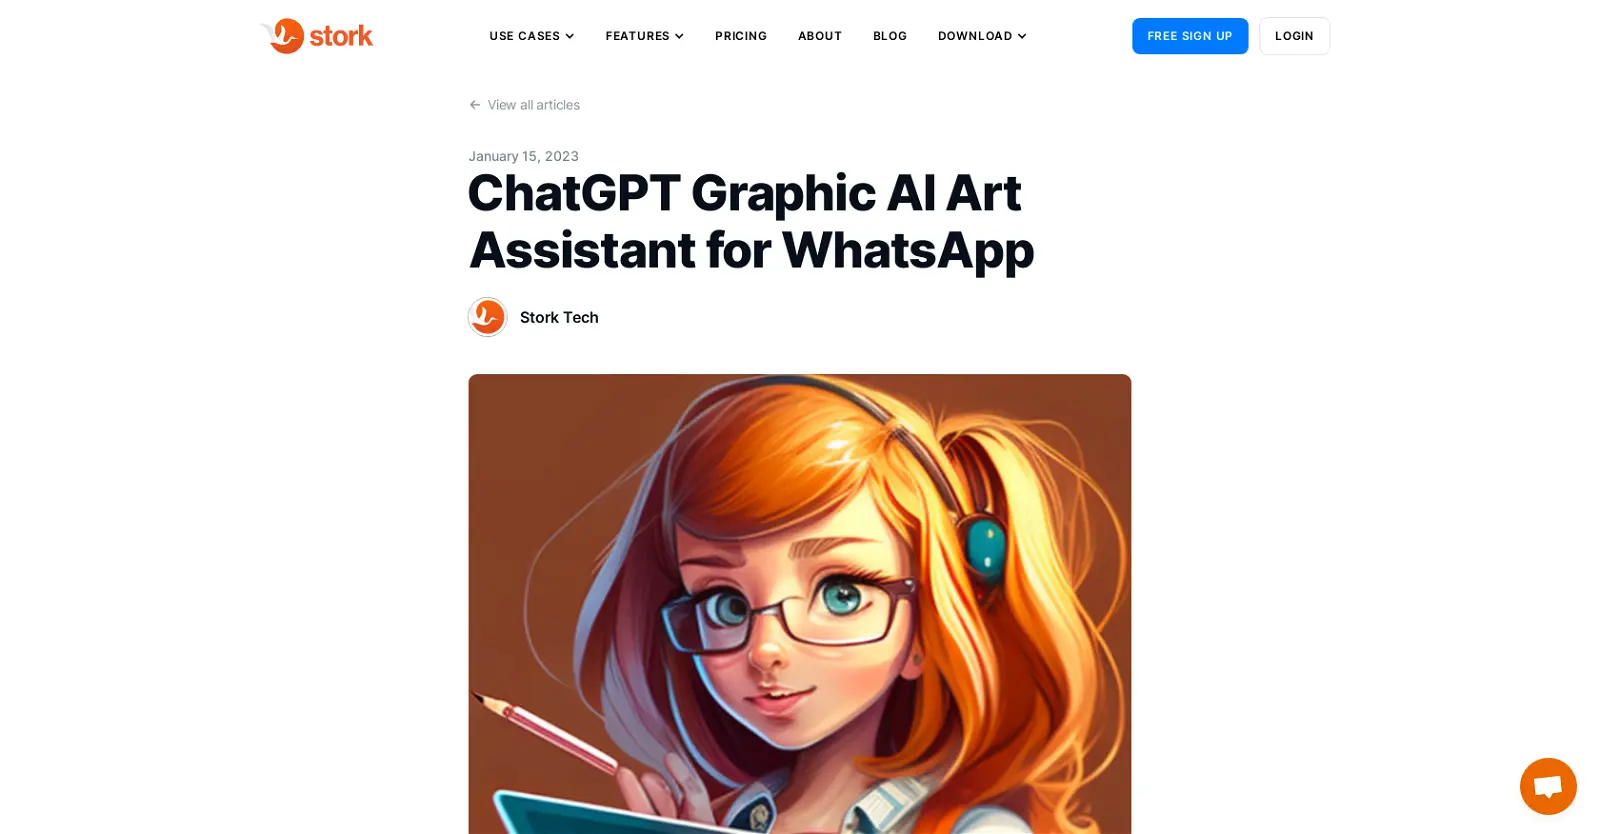 stork
USE CASES
FEATURES
PRICING
ABOUT
BLOG
DOWNLOAD
FREE SIGN UP
LOGIN
← View all articles
January 15, 2023
ChatGPT Graphic AI Art
Assistant for WhatsApp
Stork Tech